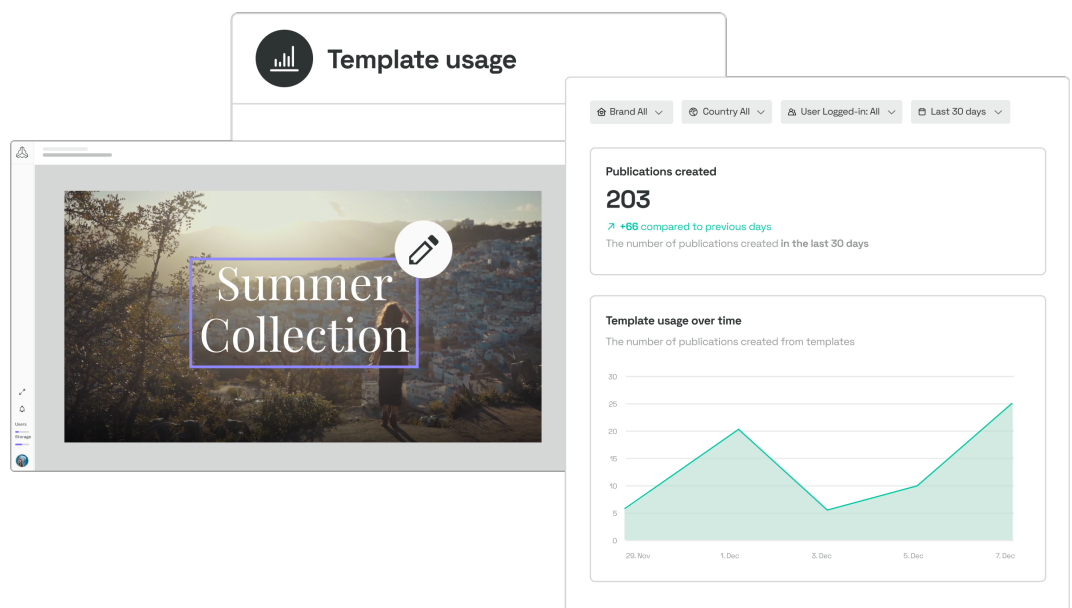 Template usage
Brand All
Country All
User Logged-in: All
Last 30 days
Publications created
203
+66 compared to previous days
The number of publications created in the last 30 days
Summer
Collection
Users
Storage
Template usage over time
The number of publications created from templates
30
25
20
15
10
5
0
29. Nov
1. Dec
3. Dec
5. Dec
7. Dec